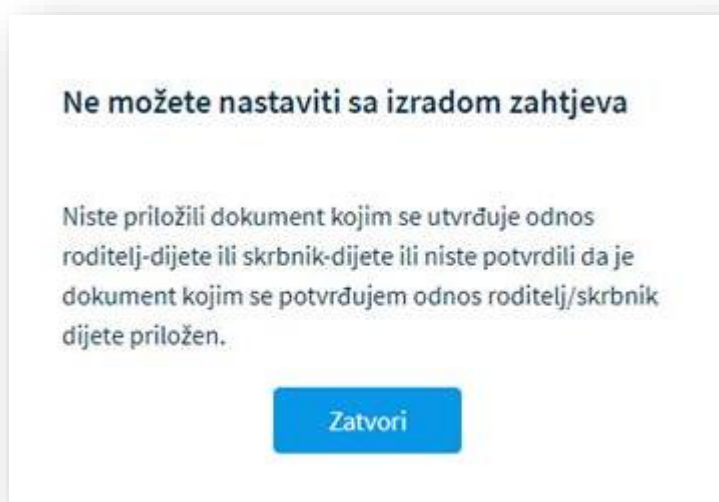 Ne možete nastaviti sa izradom zahtjeva
Niste priložili dokument kojim se utvrđuje odnos
roditelj-dijete ili skrbnik-dijete ili niste potvrdili da je
dokument kojim se potvrđujem odnos roditelj/skrbnik
dijete priložen.
Zatvori